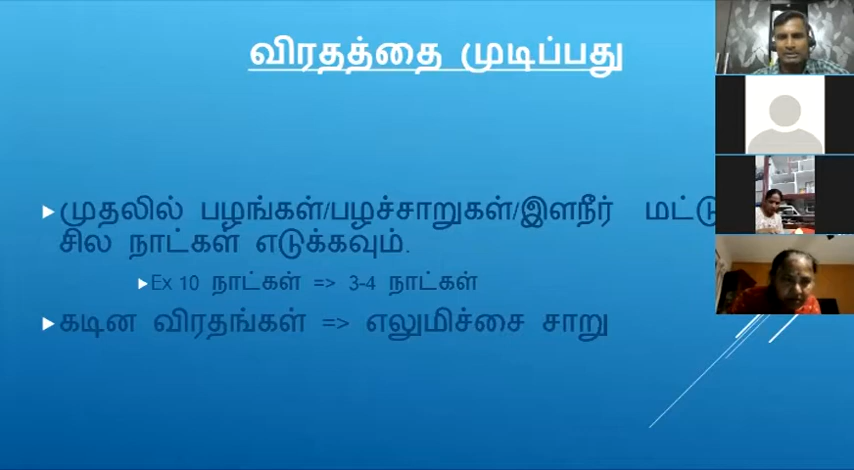 விரதத்தை முடிப்பது
முதலில் பழங்கள்/பழச்சாறுகள்/இளநீர்
சில நாட்கள் எடுக்கவும்.
Ex 10 நாட்கள் => 3-4 நாட்கள்
கடின விரதங்கள் => எலுமிச்சை சாறு